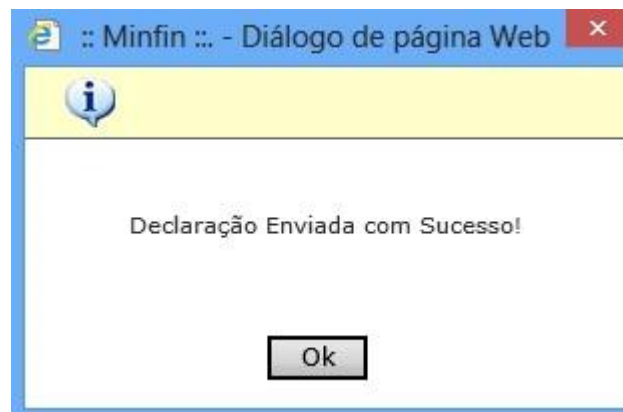 :: Minfin ::. - Diálogo de página Web
Declaração Enviada com Sucesso!
Ok